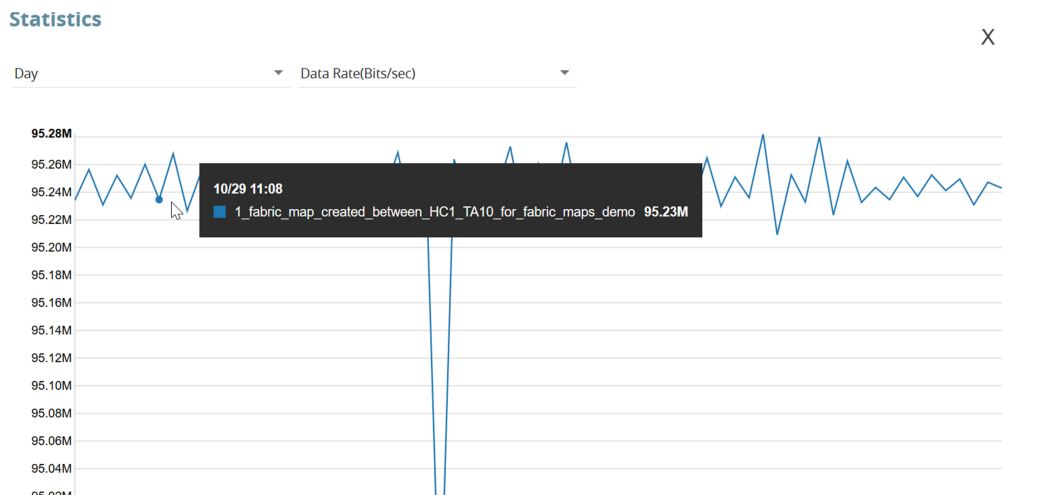 Statistics
X
Day
Data Rate(Bits/sec)
95.28M
95.26M
10/29 11:08
95.24M
1_fabric_map_created_between_HC1_TA10_for_fabric_maps_demo 95.23M
95.22M
95.20M
95.18M
95.16M
95.14M
95.12M
95.10M
95.08M
95.06M
95.04M